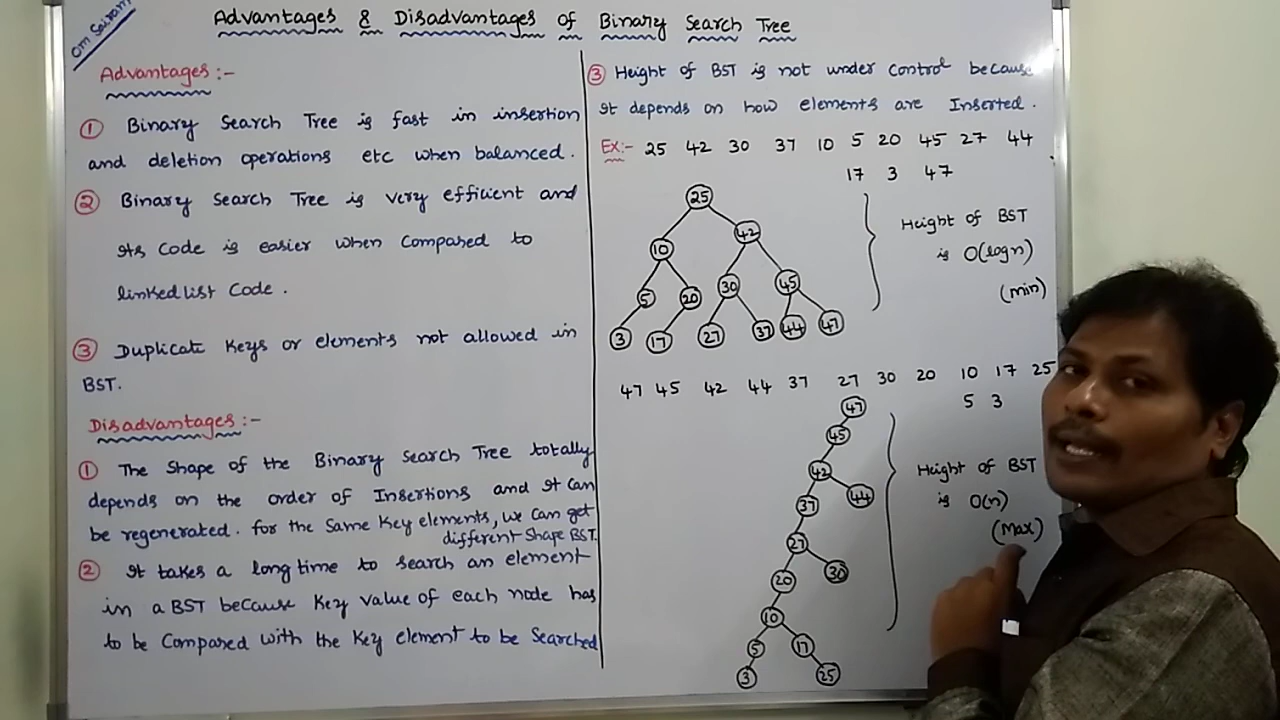 Om Sairam
Advantages & Disadvantages of Binary Search Tree
Advantages :-
① Binary Search Tree is fast in insertion
and deletion operations etc when balanced.
② Binary Search Tree is very efficient and
its code is easier when compared to
linked list code.
③ Duplicate keys or elements not allowed in
BST.
Disadvantages :-
① The shape of the Binary Search Tree totally
depends on the order of Insertions and it can
be regenerated. for the same key elements, we can get
different shape BST.
② It takes a long time to search an element
in a BST because key value of each node has
to be compared with the key element to be searched
③ Height of BST is not under control because
it depends on how elements are Inserted.
Ex:- 25 42 30 37 10 5 20 45 27 44
17 3 47
25
10 42
5 20 30 45
3 17 27 37 44 47
Height of BST
is O(logn)
(min)
47 45 42 44 37 27 30 20 10 17 25
5 3
47
45
42
44
37
27
30
20
10
5 17
3 25
Height of BST
is O(n)
(Max)